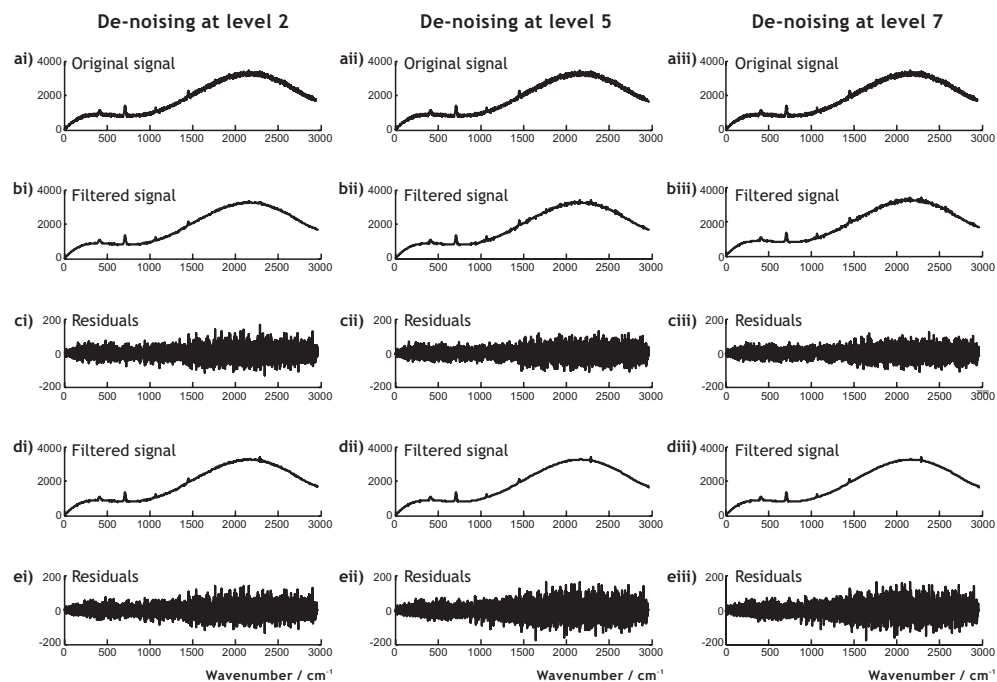 De-noising at level 2 De-noising at level 5 De-noising at level 7
ai) Original signal aii) Original signal aiii) Original signal
4000 4000 4000
2000 2000 2000
0 0 0
0 500 1000 1500 2000 2500 3000 0 500 1000 1500 2000 2500 3000 0 500 1000 1500 2000 2500 3000
bi) Filtered signal bii) Filtered signal biii) Filtered signal
4000 4000 4000
2000 2000 2000
0 0 0
0 500 1000 1500 2000 2500 3000 0 500 1000 1500 2000 2500 3000 0 500 1000 1500 2000 2500 3000
ci) Residuals cii) Residuals ciii) Residuals
200 200 200
0 0 0
-200 -200 -200
0 500 1000 1500 2000 2500 3000 0 500 1000 1500 2000 2500 3000 0 500 1000 1500 2000 2500 3000
di) Filtered signal dii) Filtered signal diii) Filtered signal
4000 4000 4000
2000 2000 2000
0 0 0
0 500 1000 1500 2000 2500 3000 0 500 1000 1500 2000 2500 3000 0 500 1000 1500 2000 2500 3000
ei) Residuals eii) Residuals eiii) Residuals
200 200 200
0 0 0
-200 -200 -200
0 500 1000 1500 2000 2500 3000 0 500 1000 1500 2000 2500 3000 0 500 1000 1500 2000 2500 3000
Wavenumber / cm⁻¹ Wavenumber / cm⁻¹ Wavenumber / cm⁻¹